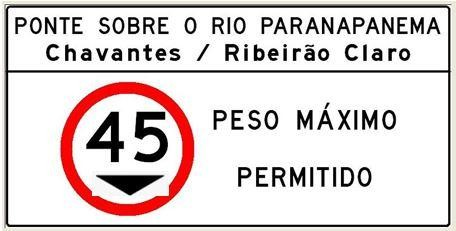 PONTE SOBRE O RIO PARANAPANEMA
Chavantes / Ribeirão Claro
45
PESO MÁXIMO
PERMITIDO